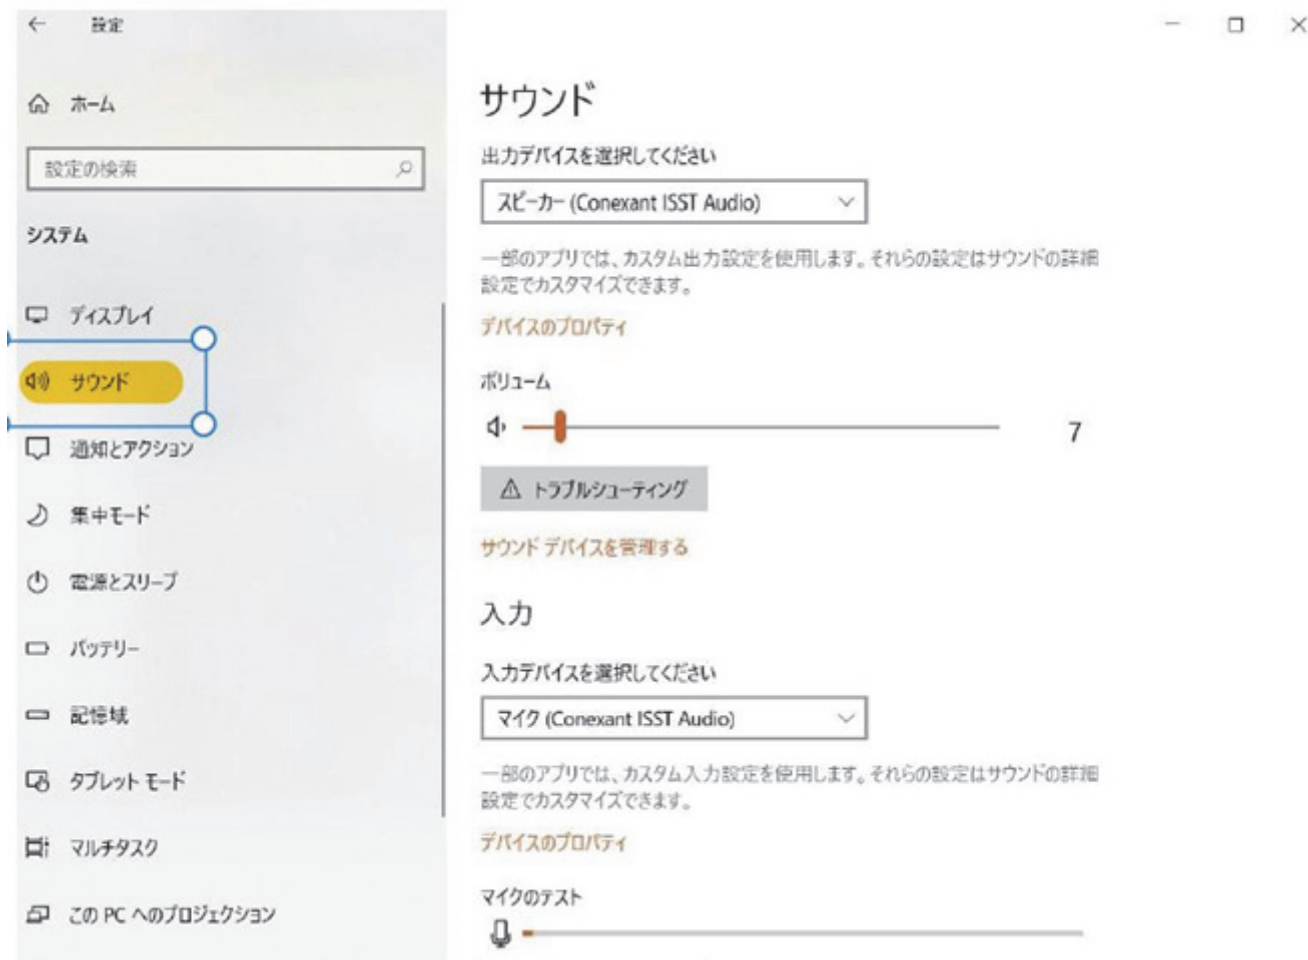 設定
ホーム
設定の検索
システム
ディスプレイ
サウンド
通知とアクション
集中モード
電源とスリープ
バッテリー
記憶域
タブレット モード
マルチタスク
この PC へのプロジェクション
サウンド
出力デバイスを選択してください
スピーカー (Conexant ISST Audio)
一部のアプリでは、カスタム出力設定を使用します。それらの設定はサウンドの詳細
設定でカスタマイズできます。
デバイスのプロパティ
ボリューム
7
トラブルシューティング
サウンド デバイスを管理する
入力
入力デバイスを選択してください
マイク (Conexant ISST Audio)
一部のアプリでは、カスタム入力設定を使用します。それらの設定はサウンドの詳細
設定でカスタマイズできます。
デバイスのプロパティ
マイクのテスト